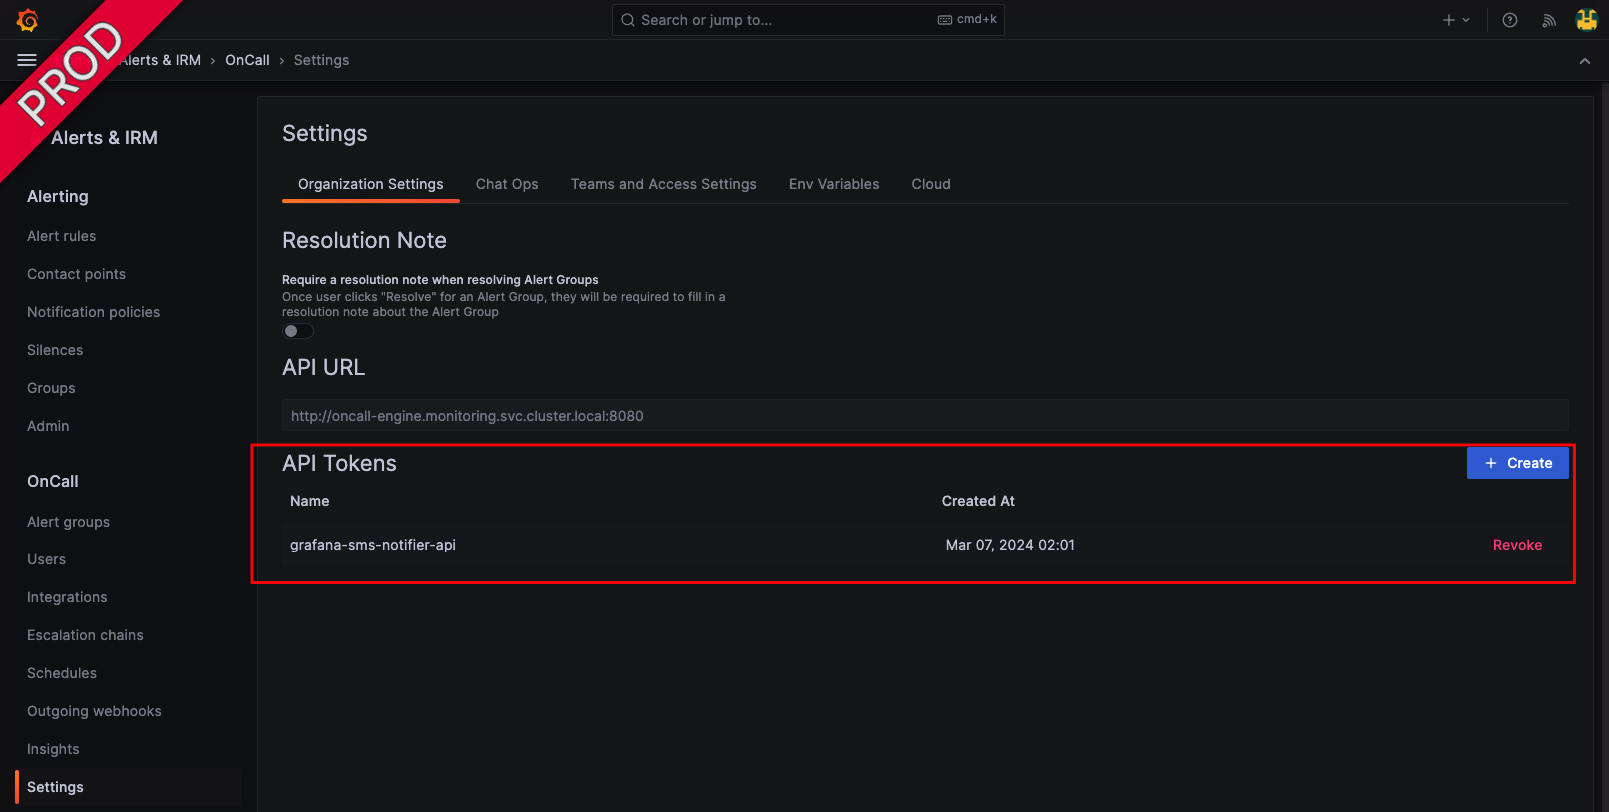 PROD
Search or jump to...
cmd+k
Alerts & IRM › OnCall › Settings
Alerts & IRM
Alerting
Alert rules
Contact points
Notification policies
Silences
Groups
Admin
OnCall
Alert groups
Users
Integrations
Escalation chains
Schedules
Outgoing webhooks
Insights
Settings
Settings
Organization Settings
Chat Ops
Teams and Access Settings
Env Variables
Cloud
Resolution Note
Require a resolution note when resolving Alert Groups
Once user clicks "Resolve" for an Alert Group, they will be required to fill in a
resolution note about the Alert Group
API URL
http://oncall-engine.monitoring.svc.cluster.local:8080
API Tokens
+ Create
Name
Created At
grafana-sms-notifier-api
Mar 07, 2024 02:01
Revoke